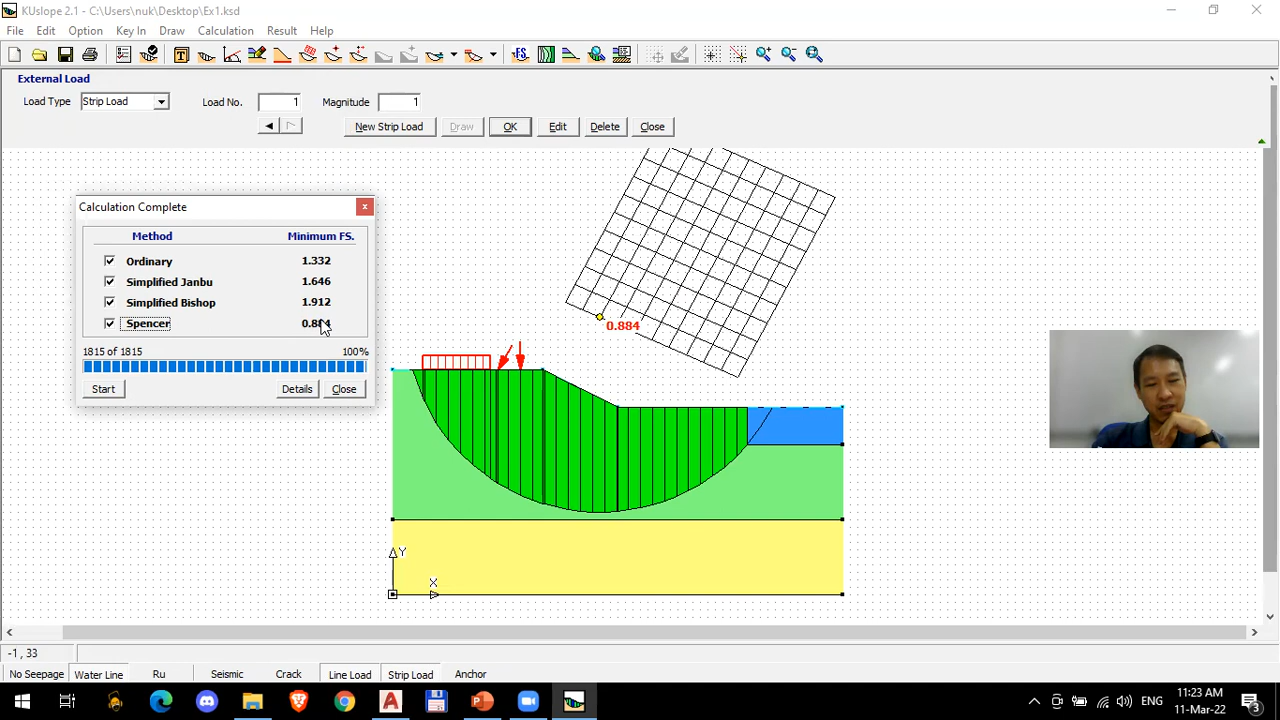 KUslope 2.1 - C:\Users\nuk\Desktop\Ex1.ksd
File Edit Option Key In Draw Calculation Result Help
T FS.
External Load
Load Type Strip Load Load No. 1 Magnitude 1
New Strip Load Draw OK Edit Delete Close
Calculation Complete
Method Minimum FS.
Ordinary 1.332
Simplified Janbu 1.646
Simplified Bishop 1.912
Spencer 0.884
1815 of 1815 100%
Start Details Close
0.884
Y
X
-1 , 33
No Seepage Water Line Ru Seismic Crack Line Load Strip Load Anchor
ENG
11:23 AM
11-Mar-22
3